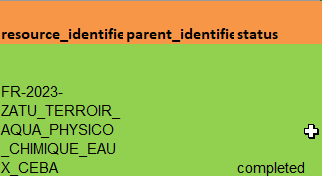 resource_identifie parent_identifie status
FR-2023-
ZATU_TERROIR_
AQUA_PHYSICO
_CHIMIQUE_EAU
X_CEBA completed